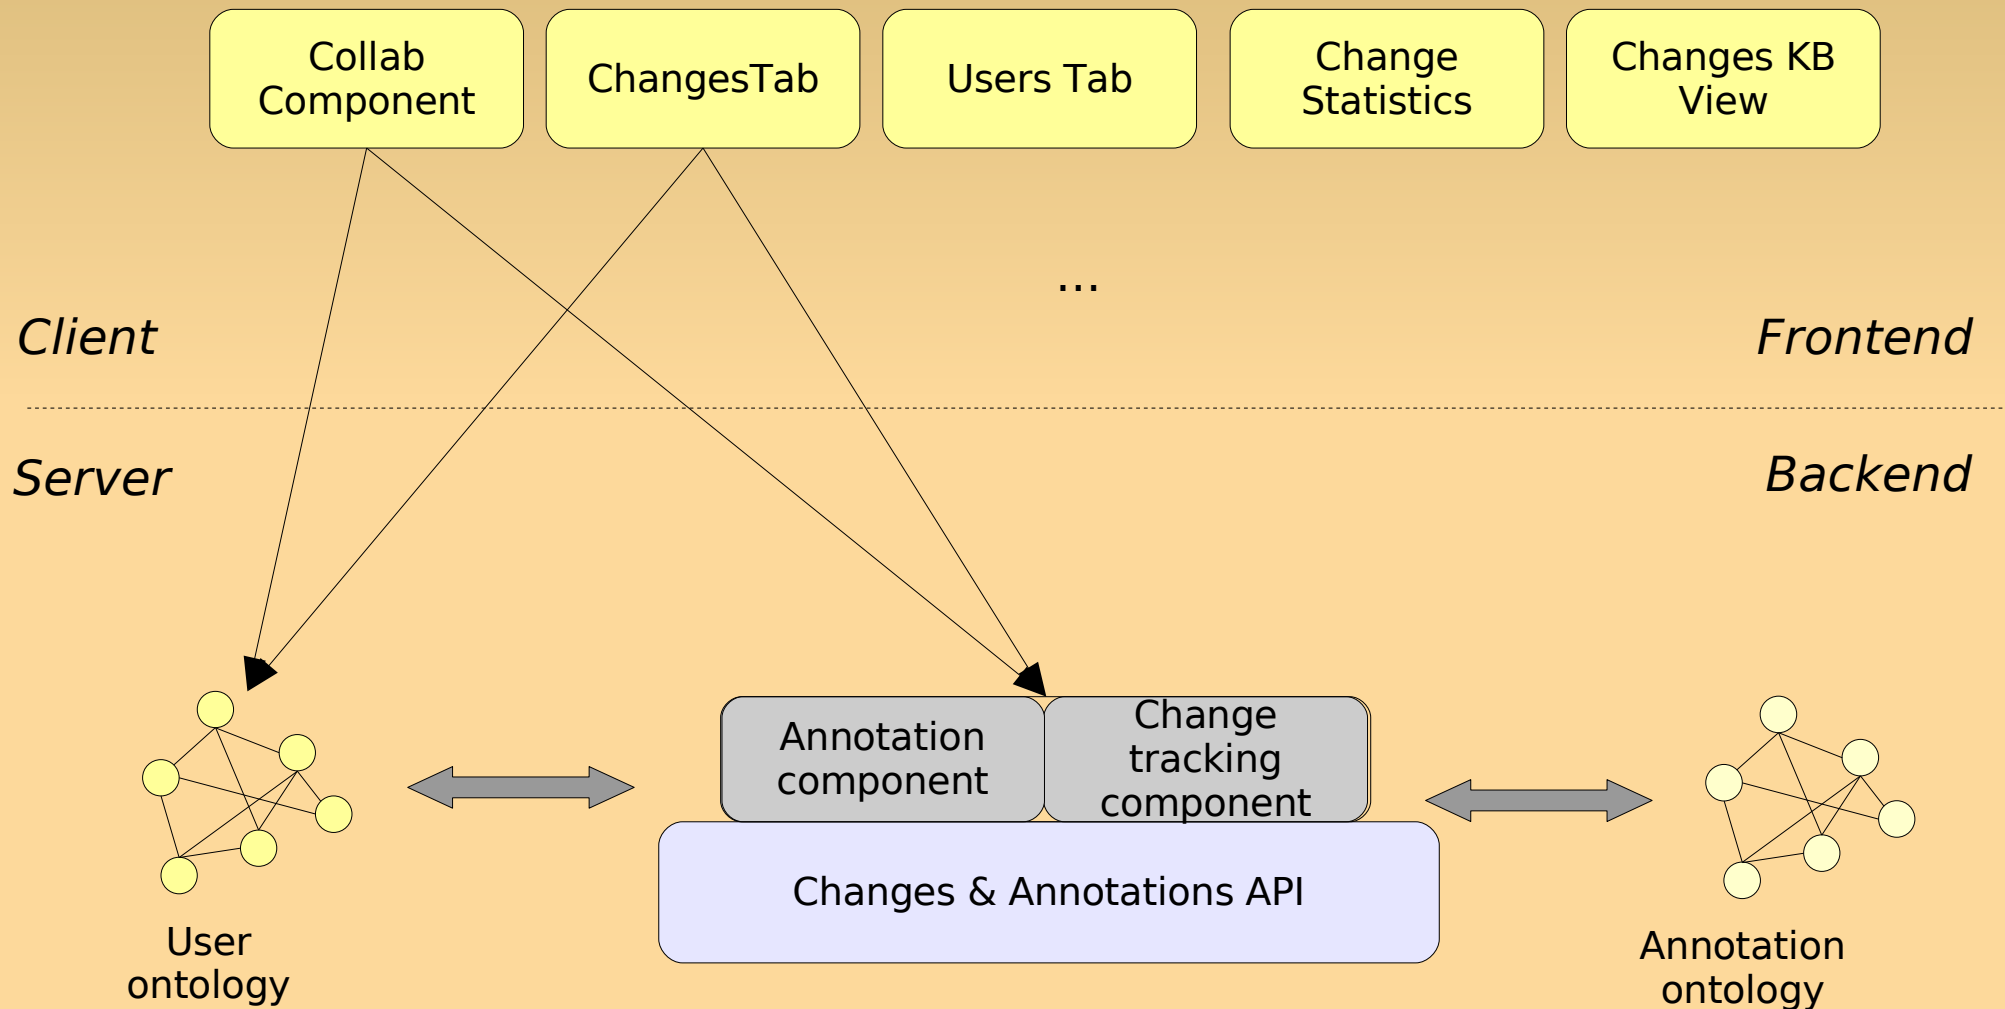 Collab
Component
ChangesTab
Users Tab
Change
Statistics
Changes KB
View
...
Client
Frontend
Server
Backend
Annotation
component
Change
tracking
component
Changes & Annotations API
User
ontology
Annotation
ontology